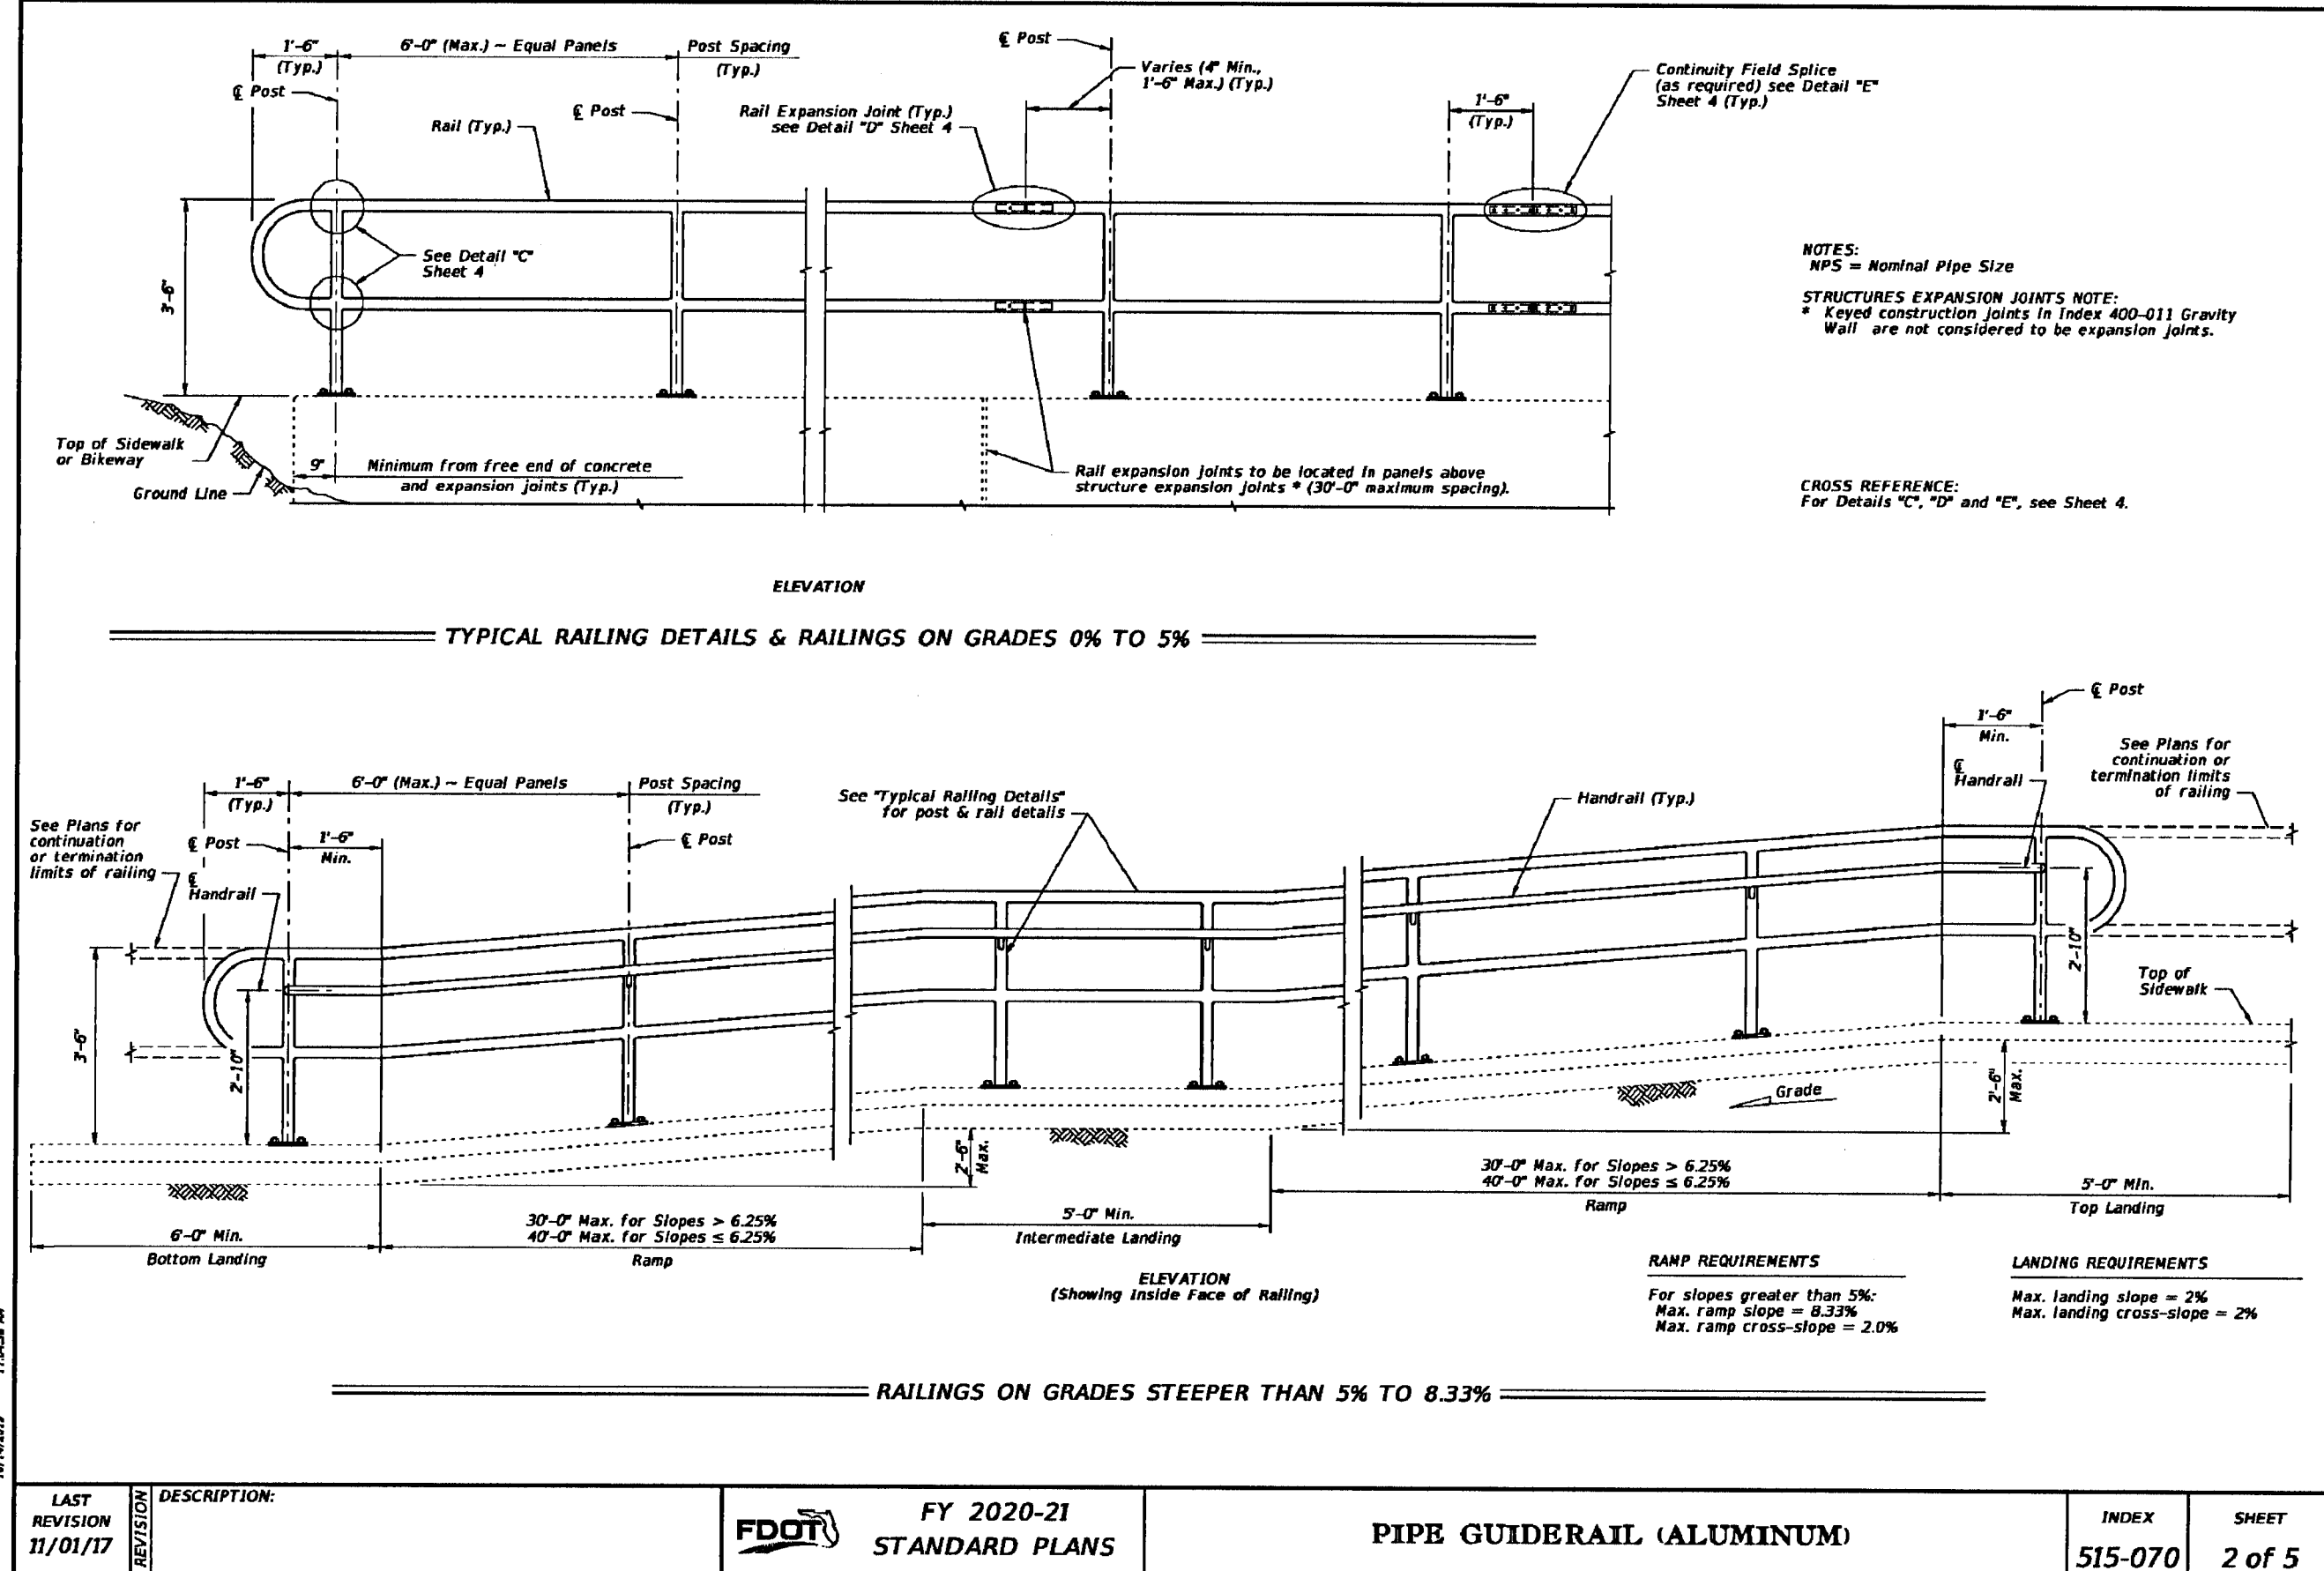 1'-6"
(Typ.)
6'-0" (Max.) ~ Equal Panels
Post Spacing
(Typ.)
℄ Post
℄ Post
℄ Post
Rail (Typ.)
Rail Expansion Joint (Typ.)
see Detail "D" Sheet 4
Varies (4" Min.,
1'-6" Max.) (Typ.)
1'-6"
(Typ.)
Continuity Field Splice
(as required) see Detail "E"
Sheet 4 (Typ.)
See Detail "C"
Sheet 4
3'-6"
NOTES:
NPS = Nominal Pipe Size
STRUCTURES EXPANSION JOINTS NOTE:
* Keyed construction joints in Index 400-011 Gravity
Wall are not considered to be expansion joints.
Top of Sidewalk
or Bikeway
Ground Line
9"
Minimum from free end of concrete
and expansion joints (Typ.)
Rail expansion joints to be located in panels above
structure expansion joints * (30'-0" maximum spacing).
CROSS REFERENCE:
For Details "C", "D" and "E", see Sheet 4.
ELEVATION
TYPICAL RAILING DETAILS & RAILINGS ON GRADES 0% TO 5%
See Plans for
continuation
or termination
limits of railing
1'-6"
(Typ.)
6'-0" (Max.) ~ Equal Panels
Post Spacing
(Typ.)
℄ Post
1'-6"
Min.
℄ Post
℄
Handrail
See "Typical Railing Details"
for post & rail details
Handrail (Typ.)
℄ Post
1'-6"
Min.
℄
Handrail
See Plans for
continuation or
termination limits
of railing
3'-6"
2'-10"
2'-10"
Top of
Sidewalk
2'-6"
Max.
2'-6"
Max.
Grade
6'-0" Min.
Bottom Landing
30'-0" Max. for Slopes > 6.25%
40'-0" Max. for Slopes ≤ 6.25%
Ramp
5'-0" Min.
Intermediate Landing
30'-0" Max. for Slopes > 6.25%
40'-0" Max. for Slopes ≤ 6.25%
Ramp
5'-0" Min.
Top Landing
ELEVATION
(Showing Inside Face of Railing)
RAMP REQUIREMENTS
For slopes greater than 5%:
Max. ramp slope = 8.33%
Max. ramp cross-slope = 2.0%
LANDING REQUIREMENTS
Max. landing slope = 2%
Max. landing cross-slope = 2%
RAILINGS ON GRADES STEEPER THAN 5% TO 8.33%
LAST
REVISION
11/01/17
REVISION
DESCRIPTION:
FDOT
FY 2020-21
STANDARD PLANS
PIPE GUIDERAIL (ALUMINUM)
INDEX
515-070
SHEET
2 of 5